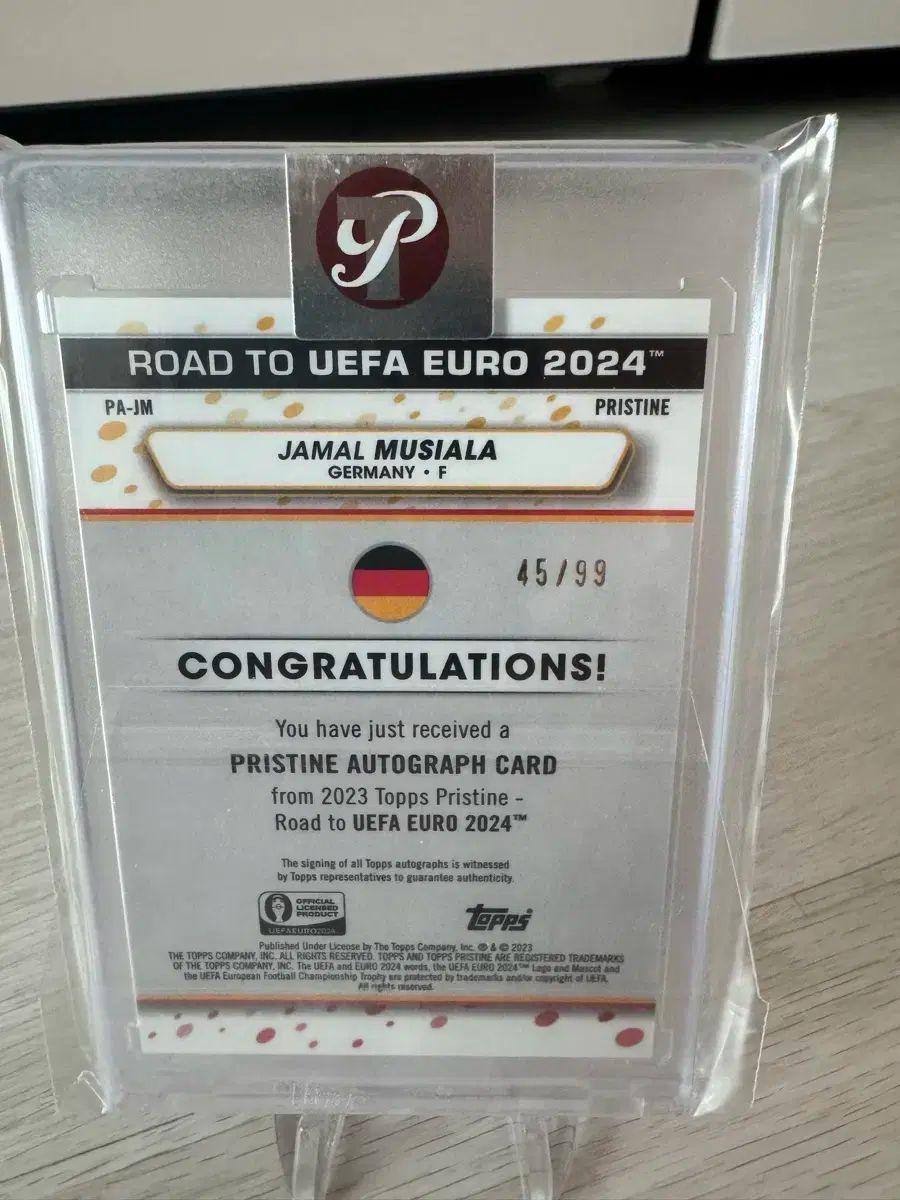 ROAD TO UEFA EURO 2024™
PA-JM
PRISTINE
JAMAL MUSIALA
GERMANY • F
45/99
CONGRATULATIONS!
You have just received a
PRISTINE AUTOGRAPH CARD
from 2023 Topps Pristine -
Road to UEFA EURO 2024™
The signing of all Topps autographs is witnessed
by Topps representatives to guarantee authenticity.
OFFICIAL
LICENSED
PRODUCT
UEFAEURO2024
topps
Published Under License by The Topps Company, Inc. ® & © 2023
THE TOPPS COMPANY, INC. ALL RIGHTS RESERVED. TOPPS AND TOPPS PRISTINE ARE REGISTERED TRADEMARKS
OF THE TOPPS COMPANY, INC. The UEFA and EURO 2024 words, the UEFA EURO 2024™ Logo and Mascot and
the UEFA European Football Championship Trophy are protected by trademarks and/or copyright of UEFA.
All rights reserved.